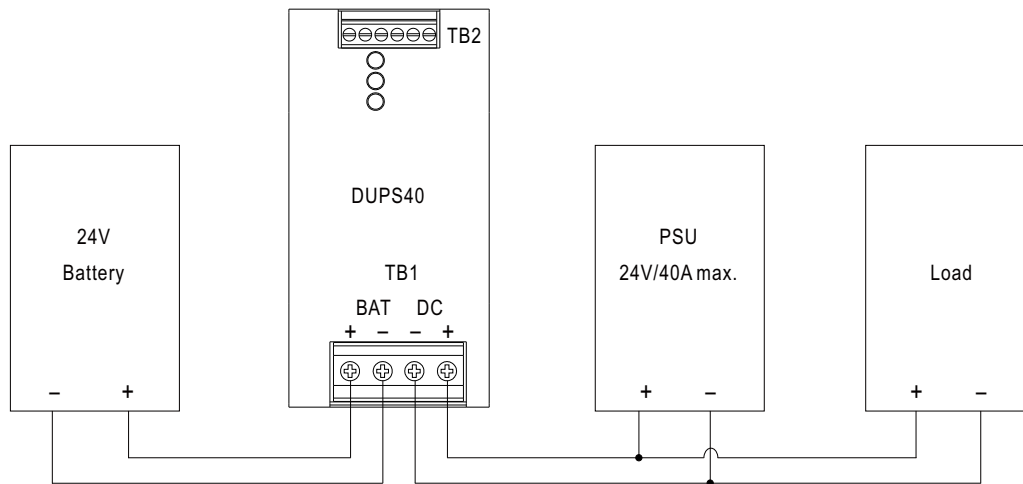 TB2
DUPS40
24V
Battery
PSU
24V/40A max.
Load
TB1
BAT DC
+ – – +
– +
+ –
+ –